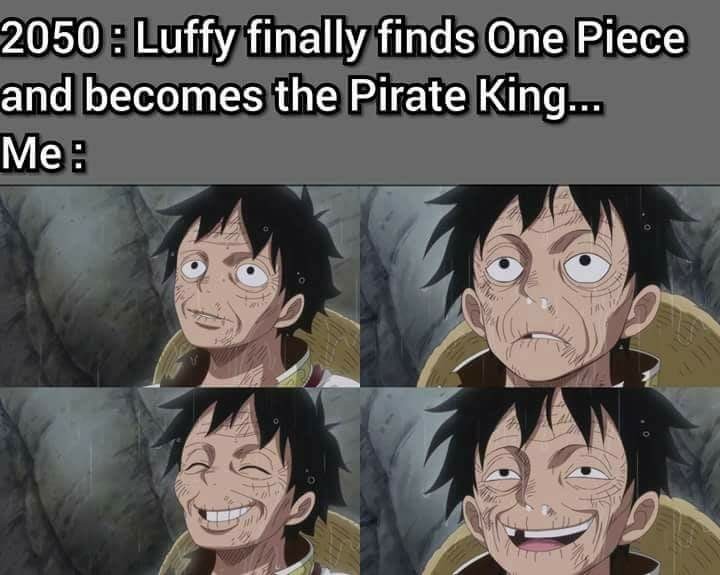 2050 : Luffy finally finds One Piece
and becomes the Pirate King...
Me :